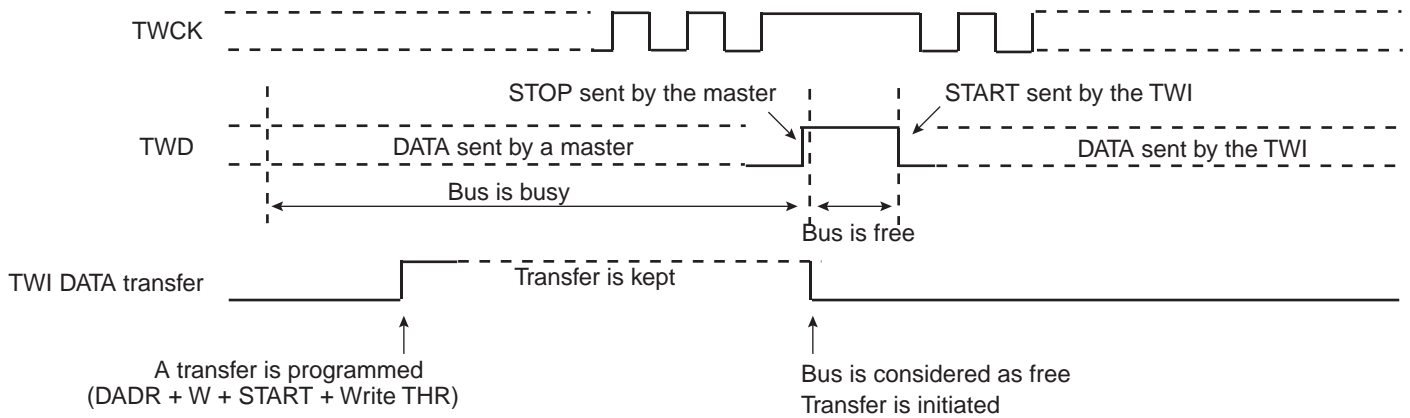 TWCK
STOP sent by the master
START sent by the TWI
TWD
DATA sent by a master
DATA sent by the TWI
Bus is busy
Bus is free
TWI DATA transfer
Transfer is kept
A transfer is programmed
(DADR + W + START + Write THR)
Bus is considered as free
Transfer is initiated